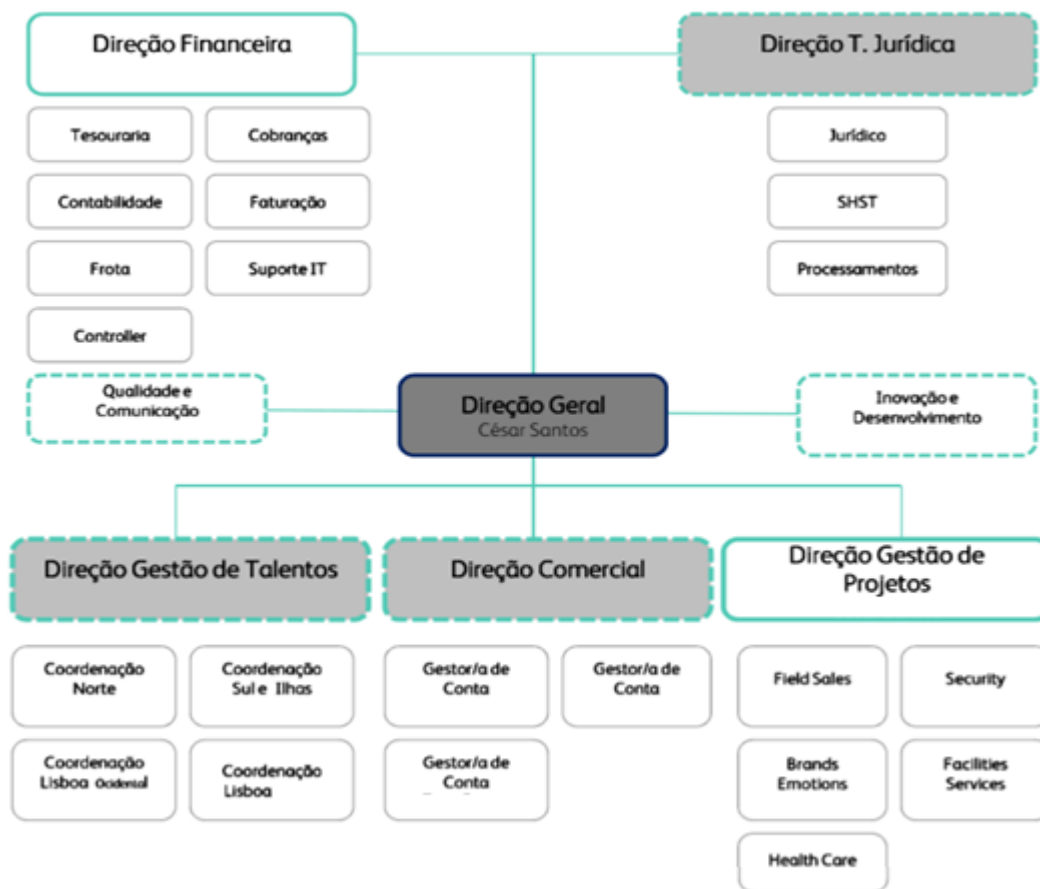 Direção Financeira
Direção T. Jurídica
Tesouraria
Cobranças
Jurídico
Contabilidade
Faturação
SHST
Frota
Suporte IT
Processamentos
Controller
Qualidade e
Comunicação
Direção Geral
César Santos
Inovação e
Desenvolvimento
Direção Gestão de Talentos
Direção Comercial
Direção Gestão de
Projetos
Coordenação
Norte
Coordenação
Sul e Ilhas
Gestor/a de
Conta
Gestor/a de
Conta
Field Sales
Security
Coordenação
Lisboa Ocidental
Coordenação
Lisboa
Gestor/a de
Conta
Brands
Emotions
Facilities
Services
Health Care